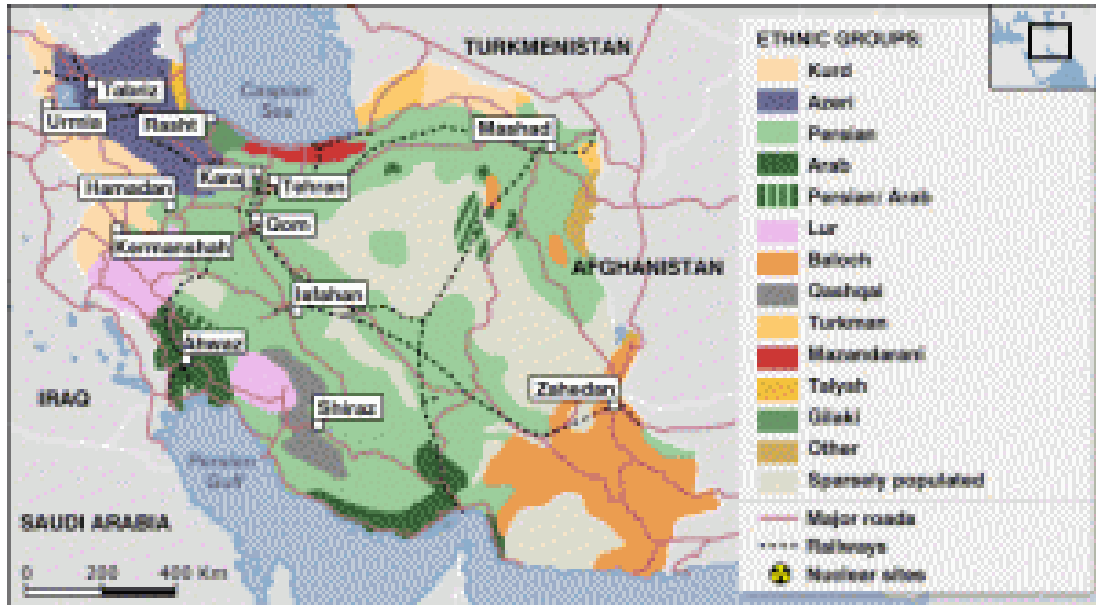 TURKMENISTAN
Caspian
Sea
Tabriz
Urmia
Rasht
Mashad
Karaj
Tehran
Hamadan
Qom
Kermanshah
AFGHANISTAN
Isfahan
Ahwaz
IRAQ
Zahedan
Shiraz
Persian
Gulf
SAUDI ARABIA
0 200 400 Km
ETHNIC GROUPS:
Kurd
Azeri
Persian
Arab
Persian/Arab
Lur
Baloch
Qashqai
Turkman
Mazandarani
Talysh
Gilaki
Other
Sparsely populated
Major roads
Railways
Nuclear sites